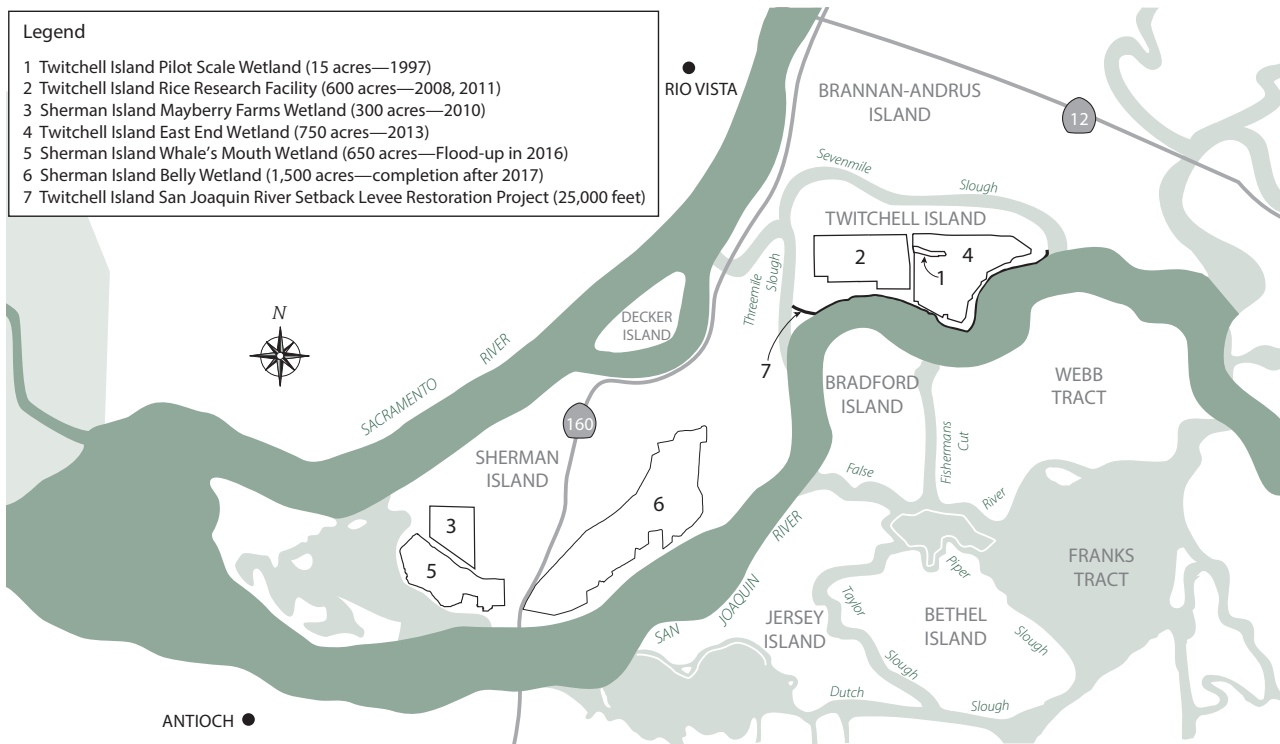 Legend
1 Twitchell Island Pilot Scale Wetland (15 acres—1997)
2 Twitchell Island Rice Research Facility (600 acres—2008, 2011)
3 Sherman Island Mayberry Farms Wetland (300 acres—2010)
4 Twitchell Island East End Wetland (750 acres—2013)
5 Sherman Island Whale's Mouth Wetland (650 acres—Flood-up in 2016)
6 Sherman Island Belly Wetland (1,500 acres—completion after 2017)
7 Twitchell Island San Joaquin River Setback Levee Restoration Project (25,000 feet)
RIO VISTA
BRANNAN-ANDRUS
ISLAND
12
Sevenmile
Slough
TWITCHELL ISLAND
2
4
1
Threemile
Slough
7
N
DECKER
ISLAND
SACRAMENTO
RIVER
160
BRADFORD
ISLAND
WEBB
TRACT
SHERMAN
ISLAND
Fishermans
Cut
False
River
6
3
5
SAN
JOAQUIN
RIVER
FRANKS
TRACT
Piper
Slough
Taylor
Slough
JERSEY
ISLAND
BETHEL
ISLAND
Dutch
Slough
ANTIOCH